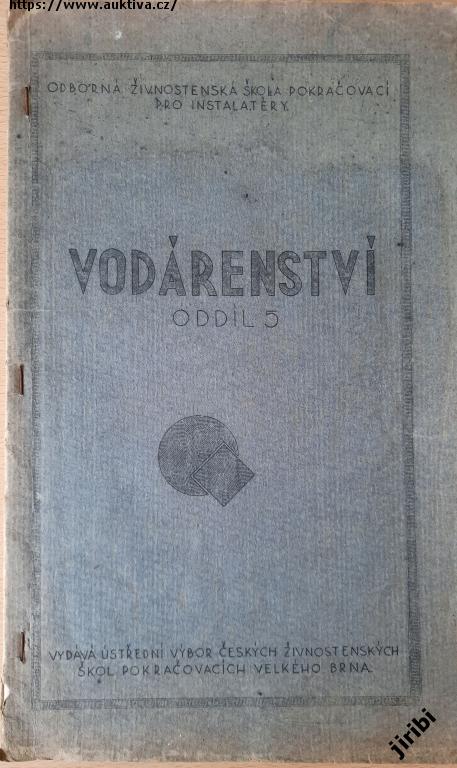 https://www.auktiva.cz/
ODBORNÁ ŽIVNOSTENSKÁ ŠKOLA POKRAČOVACÍ
PRO INSTALATÉRY.
VODÁRENSTVÍ
ODDÍL 5
VYDÁVÁ ÚSTŘEDNÍ VÝBOR ČESKÝCH ŽIVNOSTENSKÝCH
ŠKOL POKRAČOVACÍCH VELKÉHO BRNA.
jiribi